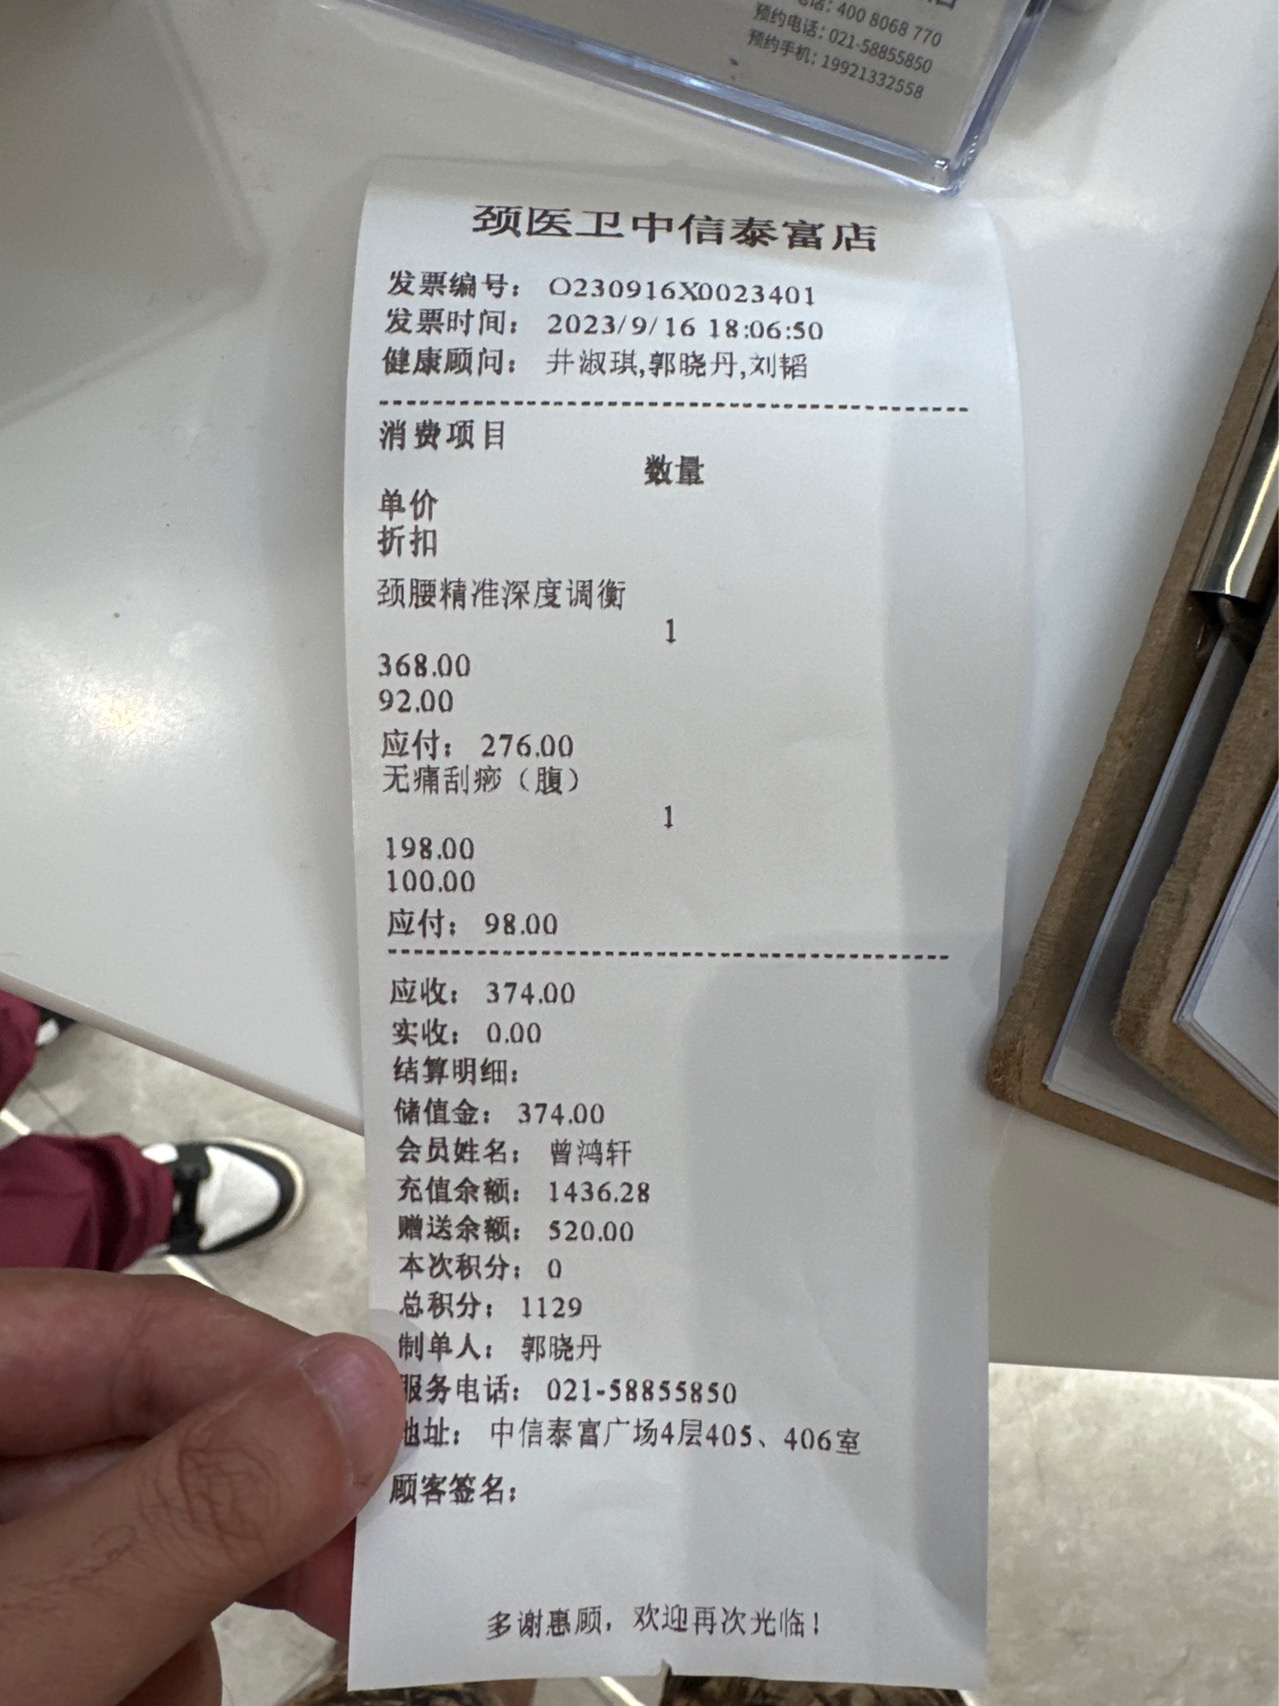 电话: 400 8068 770
预约电话: 021-58855850
预约手机: 19921332558
颈医卫中信泰富店
发票编号: O230916X0023401
发票时间: 2023/9/16 18:06:50
健康顾问: 井淑琪,郭晓丹,刘韬
消费项目
数量
单价
折扣
颈腰精准深度调衡
1
368.00
92.00
应付: 276.00
无痛刮痧（腹）
1
198.00
100.00
应付: 98.00
应收: 374.00
实收: 0.00
结算明细:
储值金: 374.00
会员姓名: 曾鸿轩
充值余额: 1436.28
赠送余额: 520.00
本次积分: 0
总积分: 1129
制单人: 郭晓丹
服务电话: 021-58855850
地址: 中信泰富广场4层405、406室
顾客签名:
多谢惠顾，欢迎再次光临！